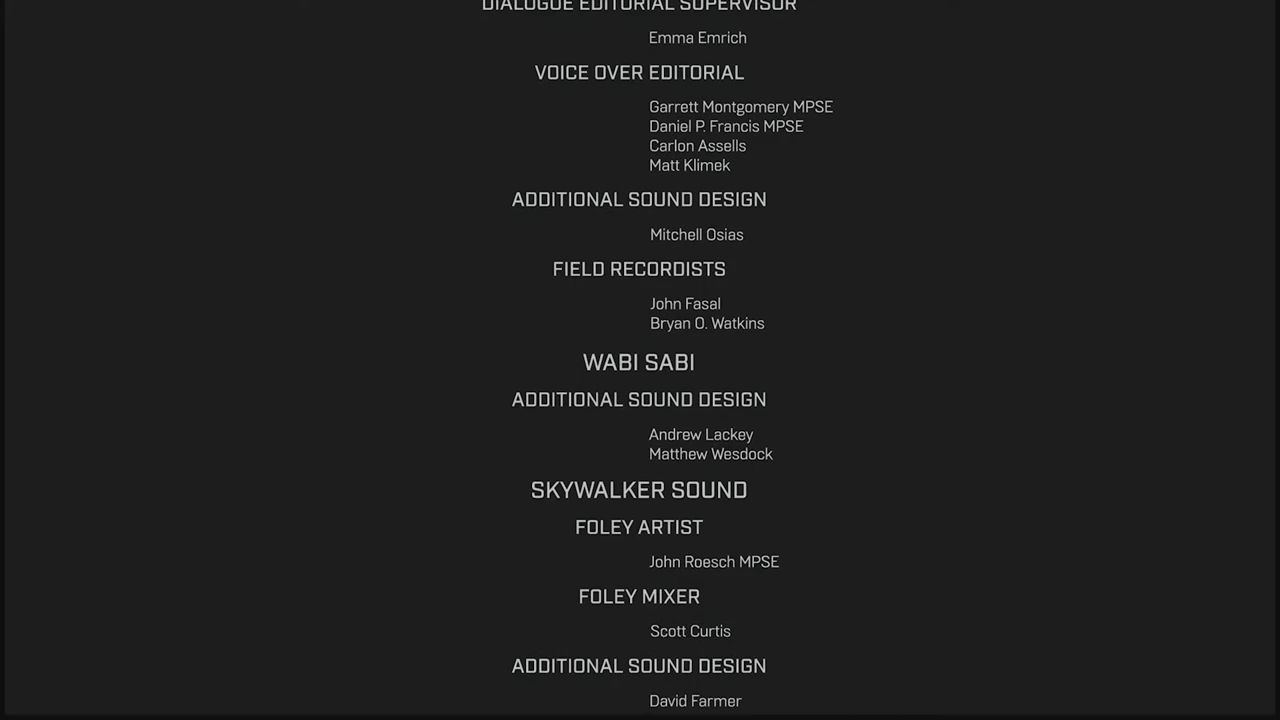 DIALOGUE EDITORIAL SUPERVISOR
Emma Emrich
VOICE OVER EDITORIAL
Garrett Montgomery MPSE
Daniel P. Francis MPSE
Carlon Assells
Matt Klimek
ADDITIONAL SOUND DESIGN
Mitchell Osias
FIELD RECORDISTS
John Fasal
Bryan O. Watkins
WABI SABI
ADDITIONAL SOUND DESIGN
Andrew Lackey
Matthew Wesdock
SKYWALKER SOUND
FOLEY ARTIST
John Roesch MPSE
FOLEY MIXER
Scott Curtis
ADDITIONAL SOUND DESIGN
David Farmer